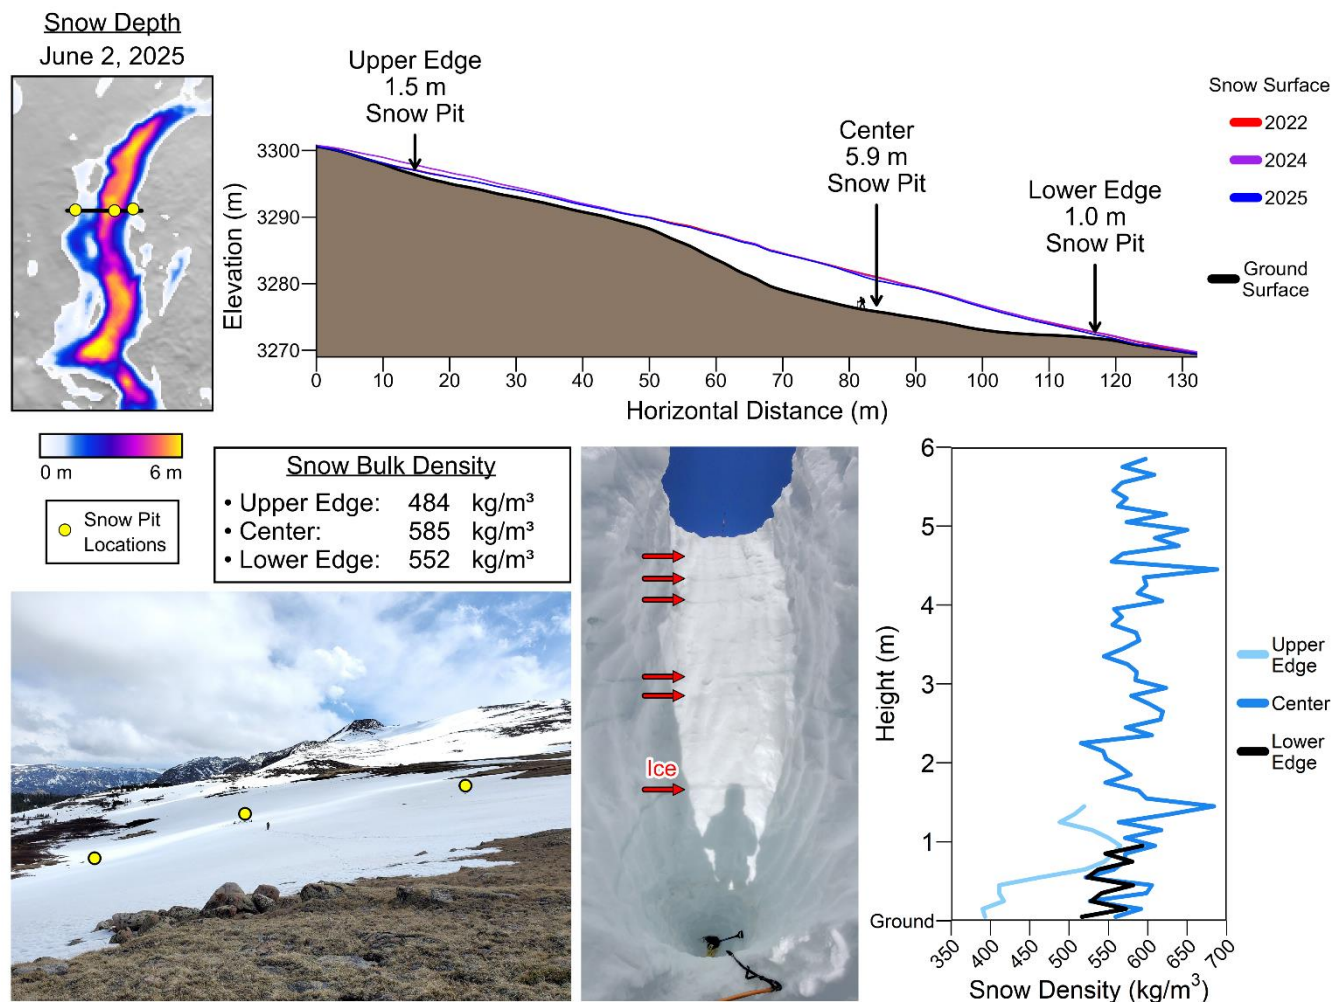 Snow Depth
June 2, 2025
0 m
6 m
Snow Pit
Locations
Upper Edge
1.5 m
Snow Pit
Center
5.9 m
Snow Pit
Lower Edge
1.0 m
Snow Pit
Snow Surface
2022
2024
2025
Ground
Surface
Elevation (m)
3300
3290
3280
3270
0 10 20 30 40 50 60 70 80 90 100 110 120 130
Horizontal Distance (m)
Snow Bulk Density
• Upper Edge: 484 kg/m³
• Center: 585 kg/m³
• Lower Edge: 552 kg/m³
Ice
Height (m)
6
5
4
3
2
1
Ground
350 400 450 500 550 600 650 700
Snow Density (kg/m³)
Upper
Edge
Center
Lower
Edge